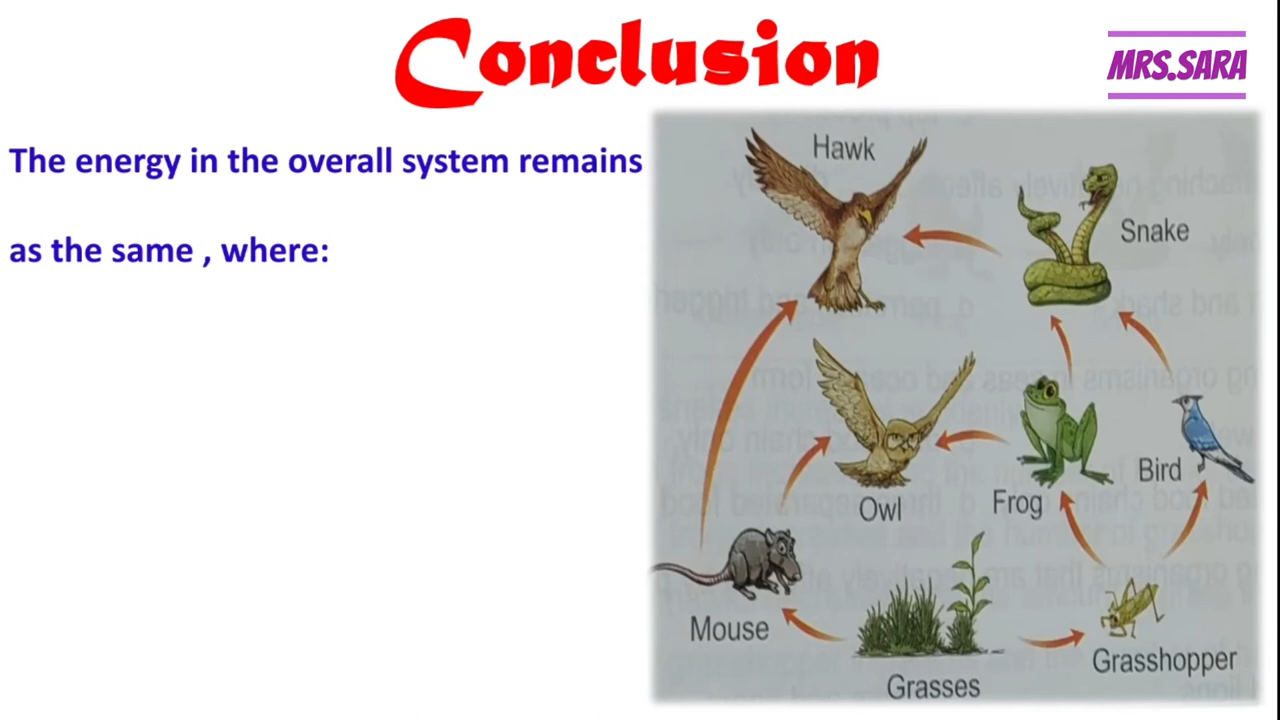 Conclusion
MRS.SARA
The energy in the overall system remains
as the same , where:
Hawk
Snake
Owl
Frog
Bird
Mouse
Grasses
Grasshopper